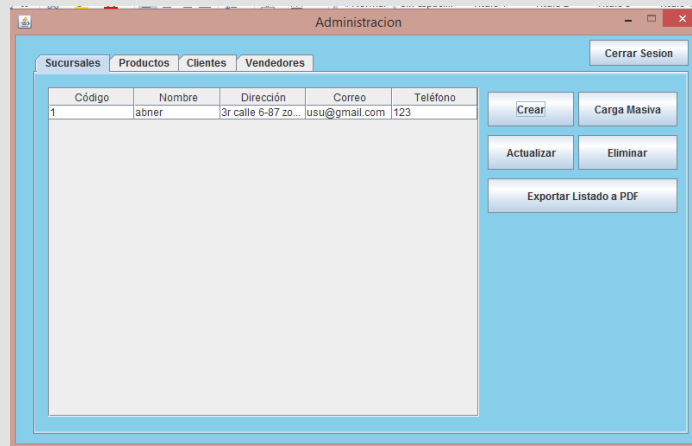 Administracion
Cerrar Sesion
Sucursales Productos Clientes Vendedores
Código Nombre Dirección Correo Teléfono
1 abner 3r calle 6-87 zo... usu@gmail.com 123
Crear Carga Masiva
Actualizar Eliminar
Exportar Listado a PDF